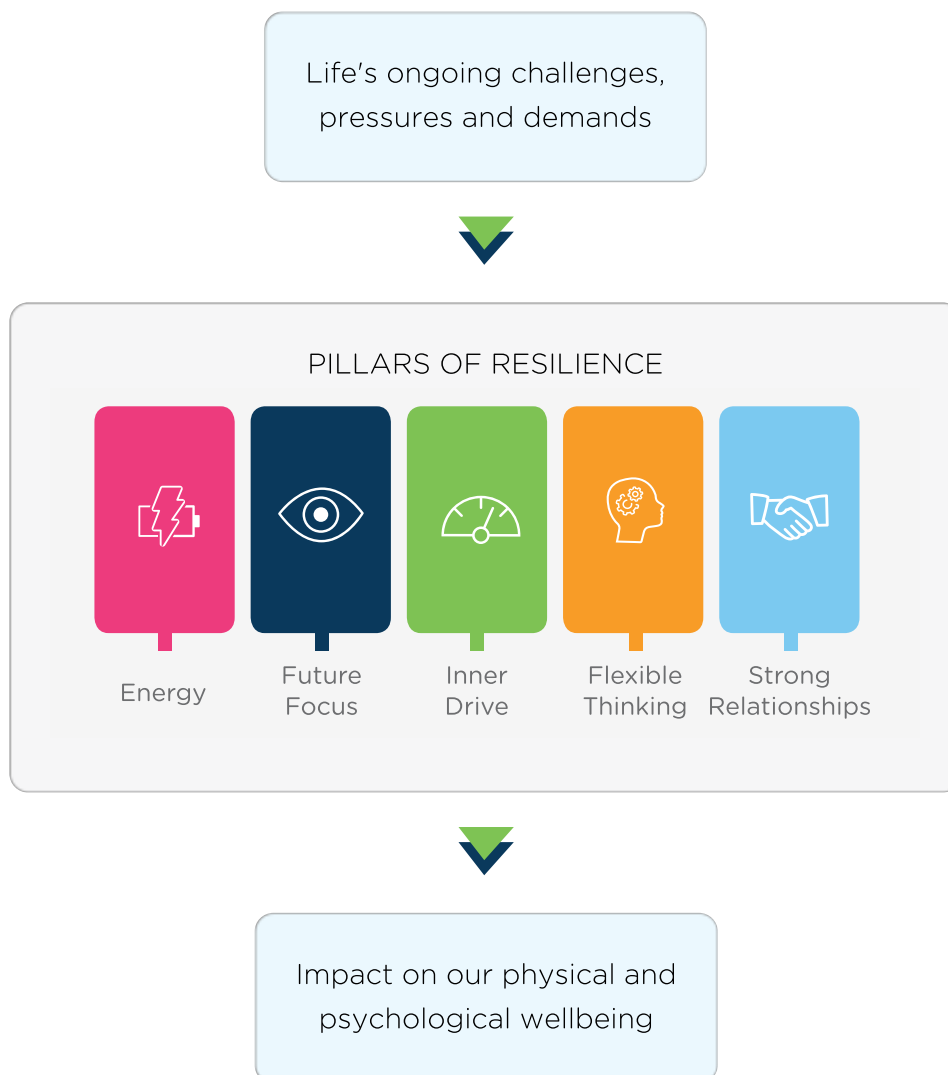 Life's ongoing challenges,
pressures and demands
PILLARS OF RESILIENCE
Energy
Future
Focus
Inner
Drive
Flexible
Thinking
Strong
Relationships
Impact on our physical and
psychological wellbeing